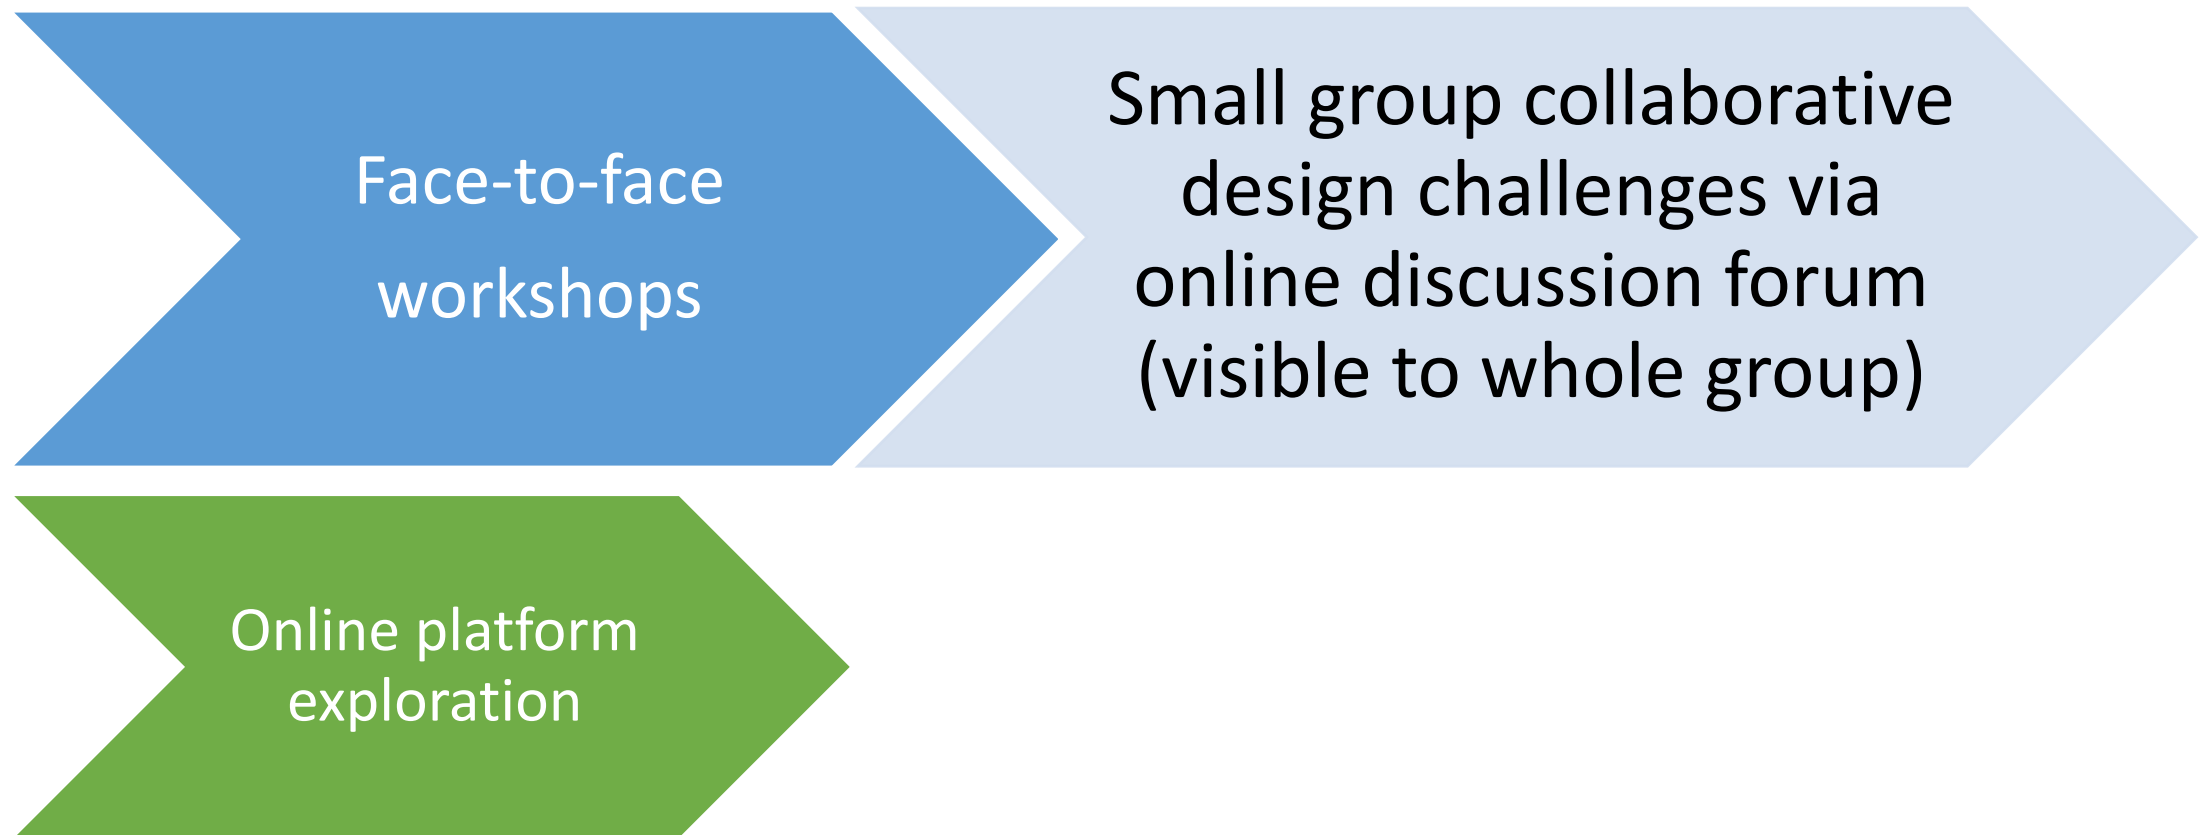 Face-to-face
workshops
Small group collaborative
design challenges via
online discussion forum
(visible to whole group)
Online platform
exploration